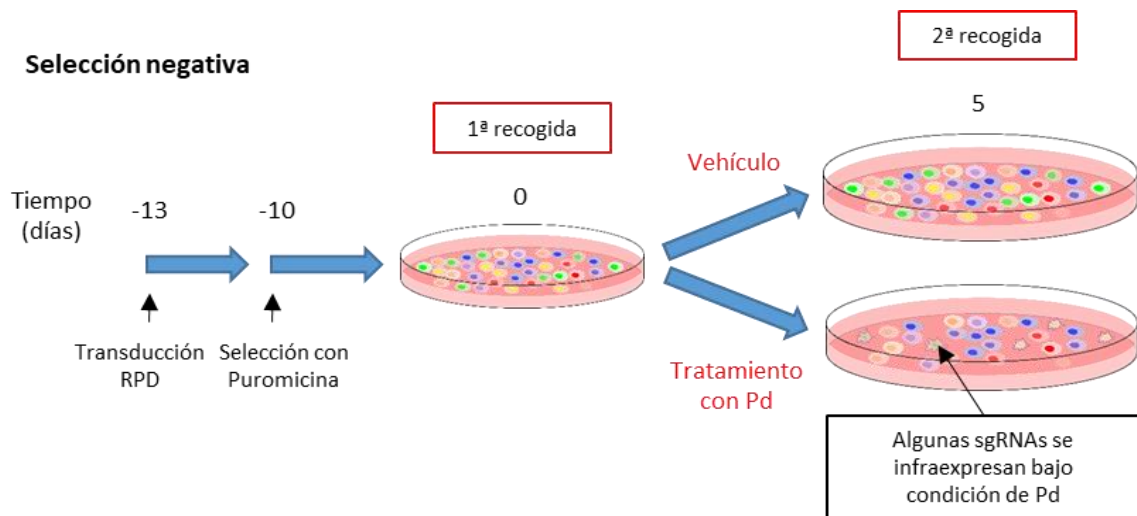 Selección negativa
2ª recogida
1ª recogida
5
Vehículo
Tiempo
(días)
-13
-10
0
Transducción
RPD
Selección con
Puromicina
Tratamiento
con Pd
Algunas sgRNAs se
infraexpresan bajo
condición de Pd